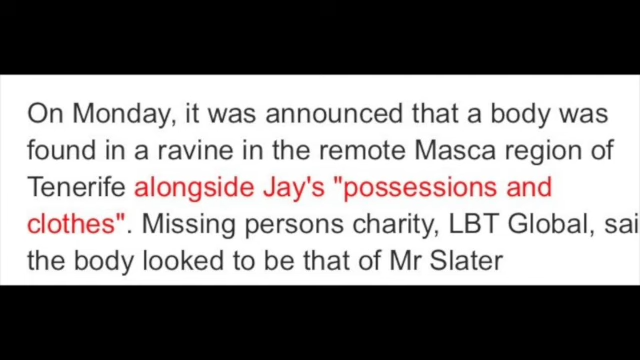 On Monday, it was announced that a body was
found in a ravine in the remote Masca region of
Tenerife alongside Jay's "possessions and
clothes". Missing persons charity, LBT Global, sai
the body looked to be that of Mr Slater